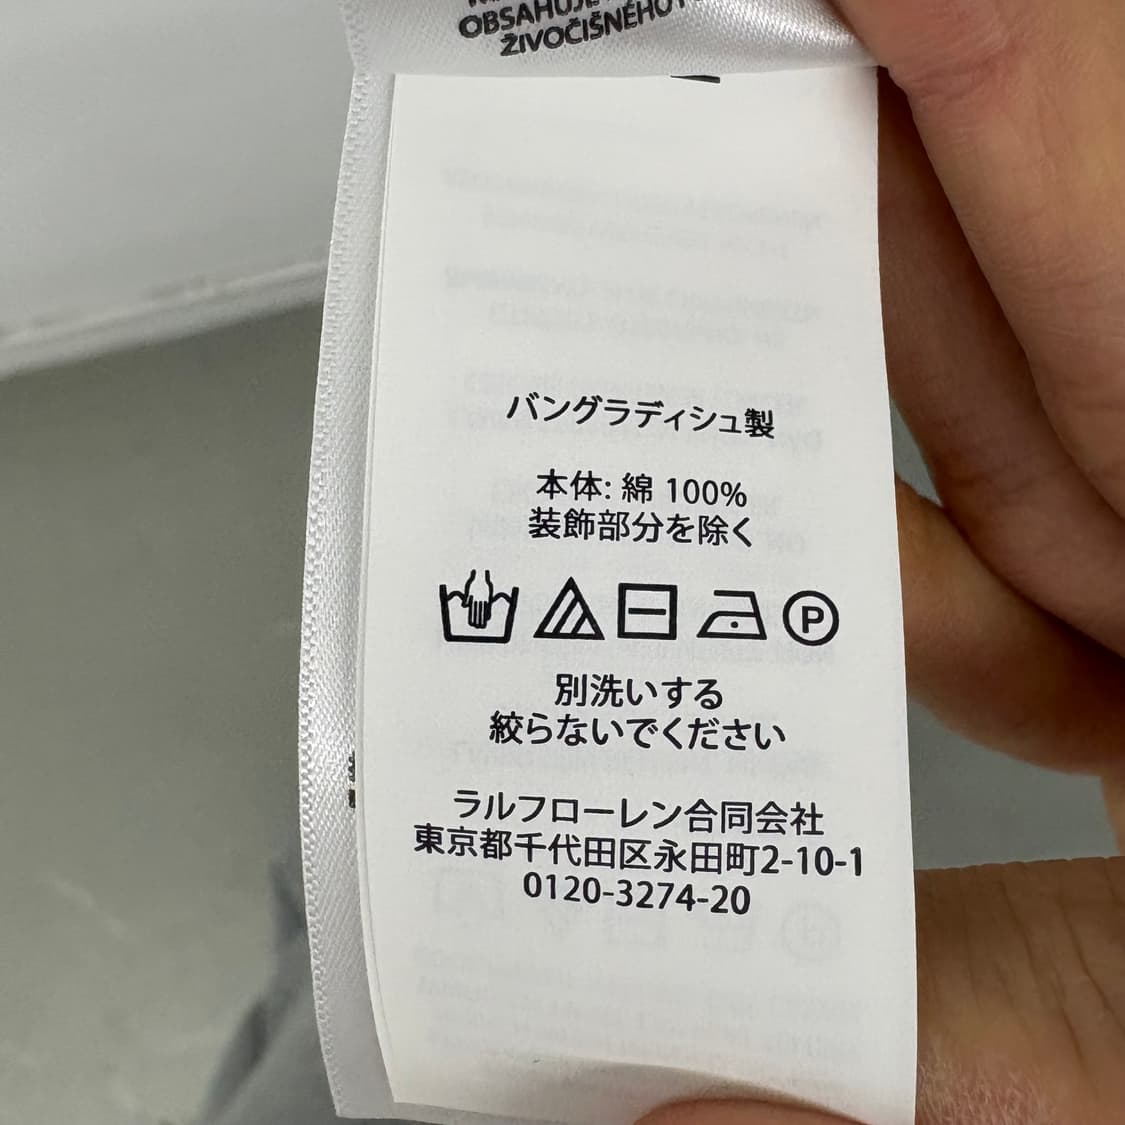 OBSAHUJE
ŽIVOČIŠNÉHO
バングラディシュ製
本体: 綿 100%
装飾部分を除く
P
別洗いする
絞らないでください
ラルフローレン合同会社
東京都千代田区永田町2-10-1
0120-3274-20